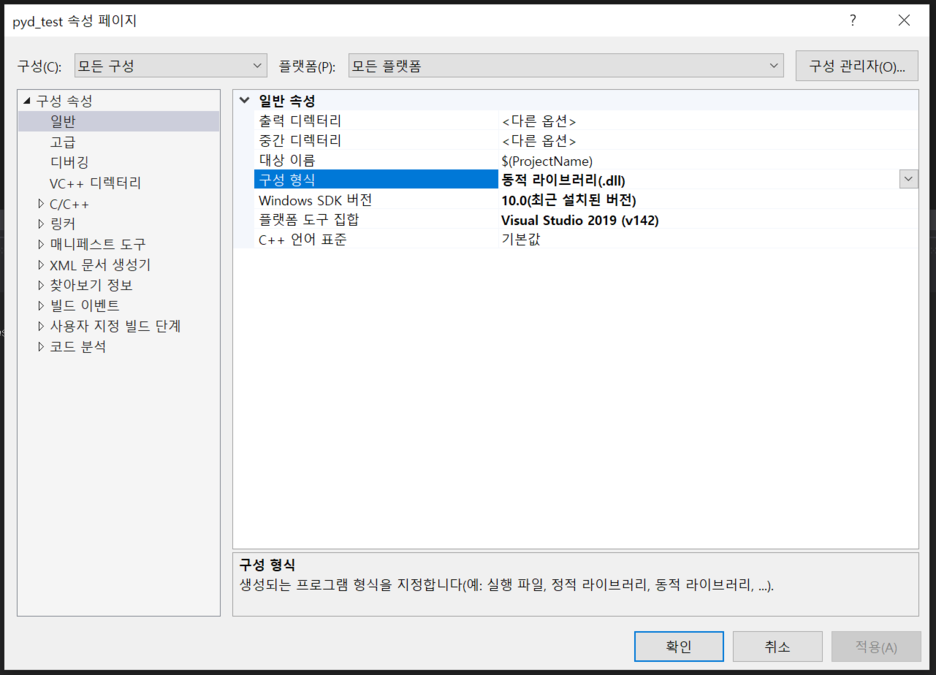 pyd_test 속성 페이지
?
구성(C): 모든 구성 플랫폼(P): 모든 플랫폼 구성 관리자(O)...
구성 속성
일반
고급
디버깅
VC++ 디렉터리
C/C++
링커
매니페스트 도구
XML 문서 생성기
찾아보기 정보
빌드 이벤트
사용자 지정 빌드 단계
코드 분석
일반 속성
출력 디렉터리 <다른 옵션>
중간 디렉터리 <다른 옵션>
대상 이름 $(ProjectName)
구성 형식 동적 라이브러리(.dll)
Windows SDK 버전 10.0(최근 설치된 버전)
플랫폼 도구 집합 Visual Studio 2019 (v142)
C++ 언어 표준 기본값
구성 형식
생성되는 프로그램 형식을 지정합니다(예: 실행 파일, 정적 라이브러리, 동적 라이브러리, ...).
확인 취소 적용(A)